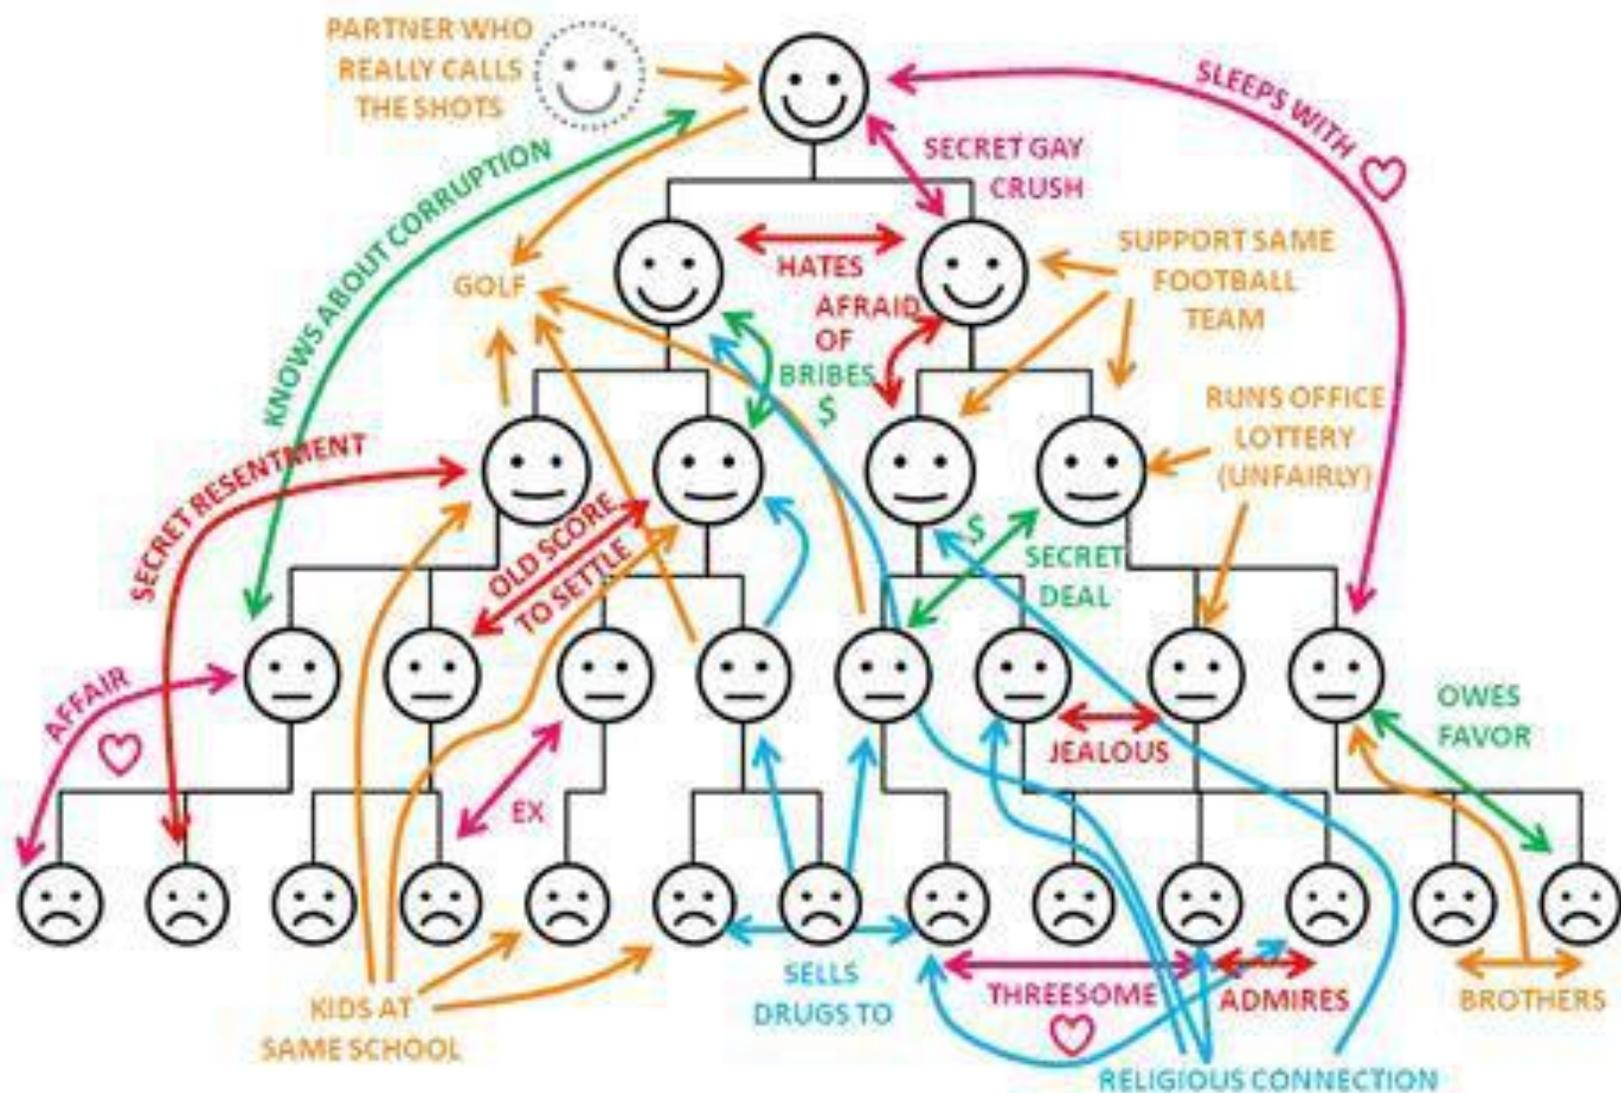 PARTNER WHO
REALLY CALLS
THE SHOTS
SLEEPS WITH
SECRET GAY
CRUSH
KNOWS ABOUT CORRUPTION
HATES
SUPPORT SAME
FOOTBALL
TEAM
GOLF
AFRAID
OF
BRIBES
$
RUNS OFFICE
LOTTERY
(UNFAIRLY)
SECRET RESENTMENT
OLD SCORE
TO SETTLE
$
SECRET
DEAL
AFFAIR
OWES
FAVOR
JEALOUS
EX
SELLS
DRUGS TO
THREESOME
ADMIRES
BROTHERS
KIDS AT
SAME SCHOOL
RELIGIOUS CONNECTION